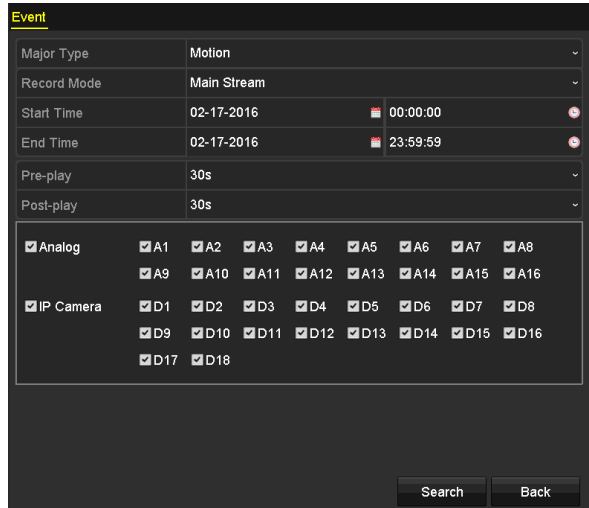 Event
Major Type Motion
Record Mode Main Stream
Start Time 02-17-2016 00:00:00
End Time 02-17-2016 23:59:59
Pre-play 30s
Post-play 30s
Analog A1 A2 A3 A4 A5 A6 A7 A8
A9 A10 A11 A12 A13 A14 A15 A16
IP Camera D1 D2 D3 D4 D5 D6 D7 D8
D9 D10 D11 D12 D13 D14 D15 D16
D17 D18
Search Back